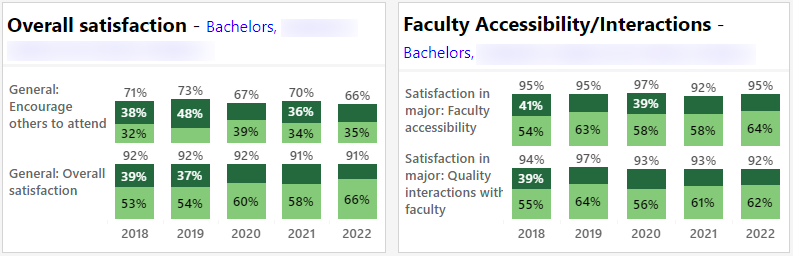 Overall satisfaction - Bachelors,
General:
Encourage
others to attend
71% 73% 67% 70% 66%
38% 48% 36%
32% 39% 34% 35%
General: Overall
satisfaction
92% 92% 92% 91% 91%
39% 37%
53% 54% 60% 58% 66%
2018 2019 2020 2021 2022
Faculty Accessibility/Interactions -
Bachelors,
Satisfaction in
major: Faculty
accessibility
95% 95% 97% 92% 95%
41% 39%
54% 63% 58% 58% 64%
Satisfaction in
major: Quality
interactions with
faculty
94% 97% 93% 93% 92%
39%
55% 64% 56% 61% 62%
2018 2019 2020 2021 2022